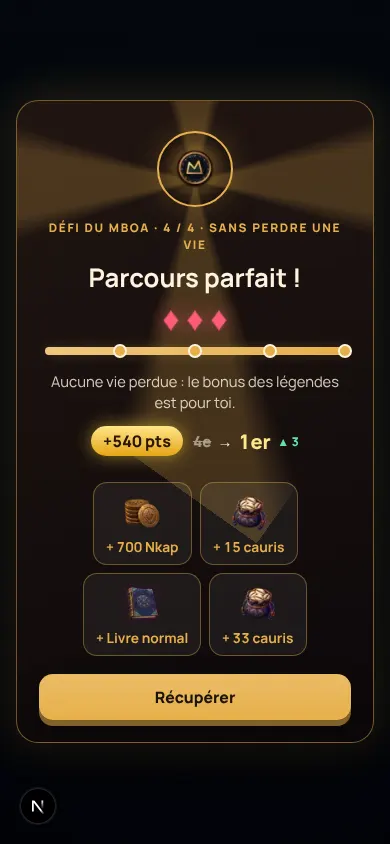 DÉFI DU MBOA · 4 / 4 · SANS PERDRE UNE
VIE
Parcours parfait !
Aucune vie perdue : le bonus des légendes
est pour toi.
+540 pts 4e → 1er ▲ 3
+ 700 Nkap
+ 15 cauris
+ Livre normal
+ 33 cauris
Récupérer
N